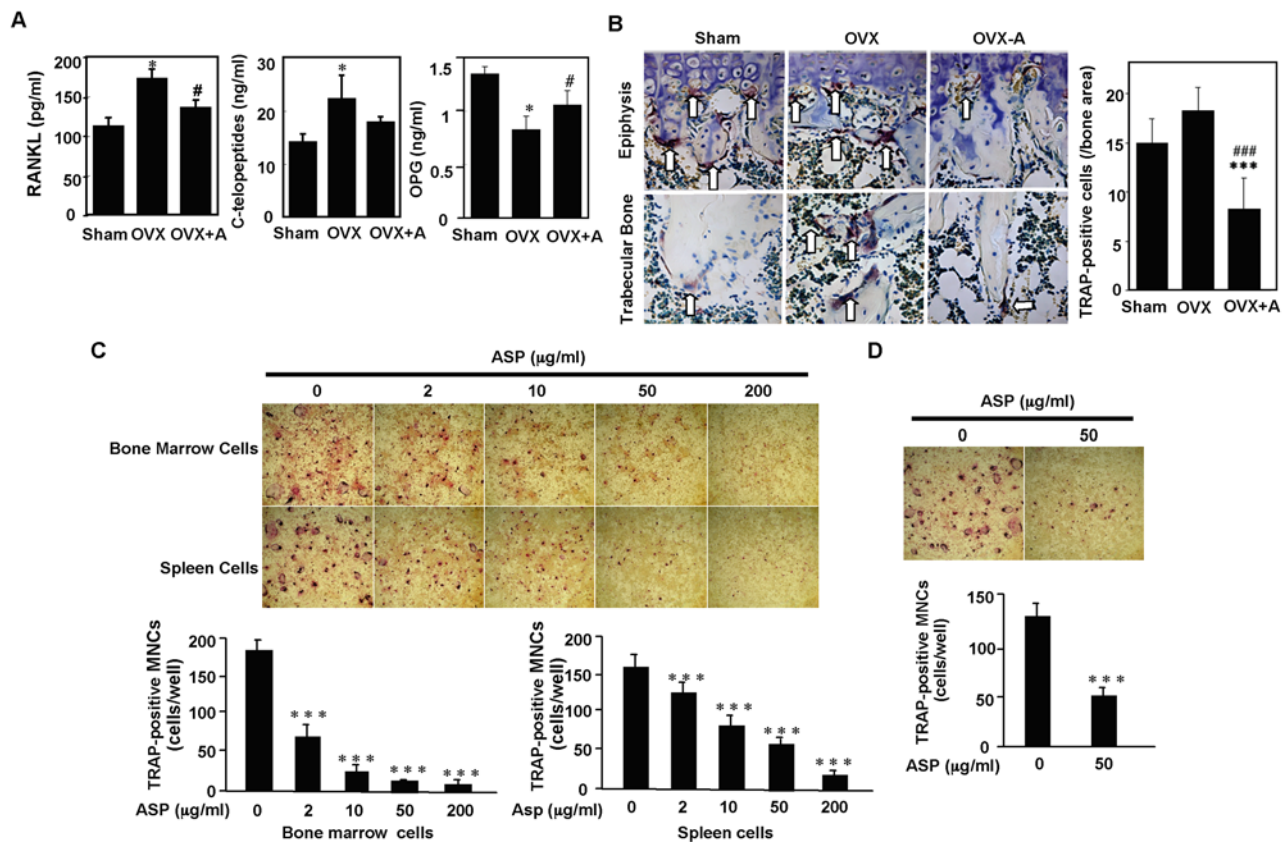 A
RANKL (pg/ml)
200
150
100
50
0
*
#
Sham OVX OVX+A
C-telopeptides (ng/ml)
30
20
10
0
*
Sham OVX OVX+A
OPG (ng/ml)
1.5
1
.5
0
*
#
Sham OVX OVX+A
B
Sham OVX OVX-A
Epiphysis
Trabecular Bone
TRAP-positive cells (/bone area)
20
15
10
5
0
###
***
Sham OVX OVX+A
C
ASP (μg/ml)
0 2 10 50 200
Bone Marrow Cells
Spleen Cells
TRAP-positive MNCs
(cells/well)
200
150
100
50
0
*** *** *** ***
ASP (μg/ml) 0 2 10 50 200
Bone marrow cells
TRAP-positive MNCs
(cells/well)
200
150
100
50
0
*** *** *** ***
Asp (μg/ml) 0 2 10 50 200
Spleen cells
D
ASP (μg/ml)
0 50
TRAP-positive MNCs
(cells/well)
150
100
50
100
***
ASP 0 50
(μg/ml)